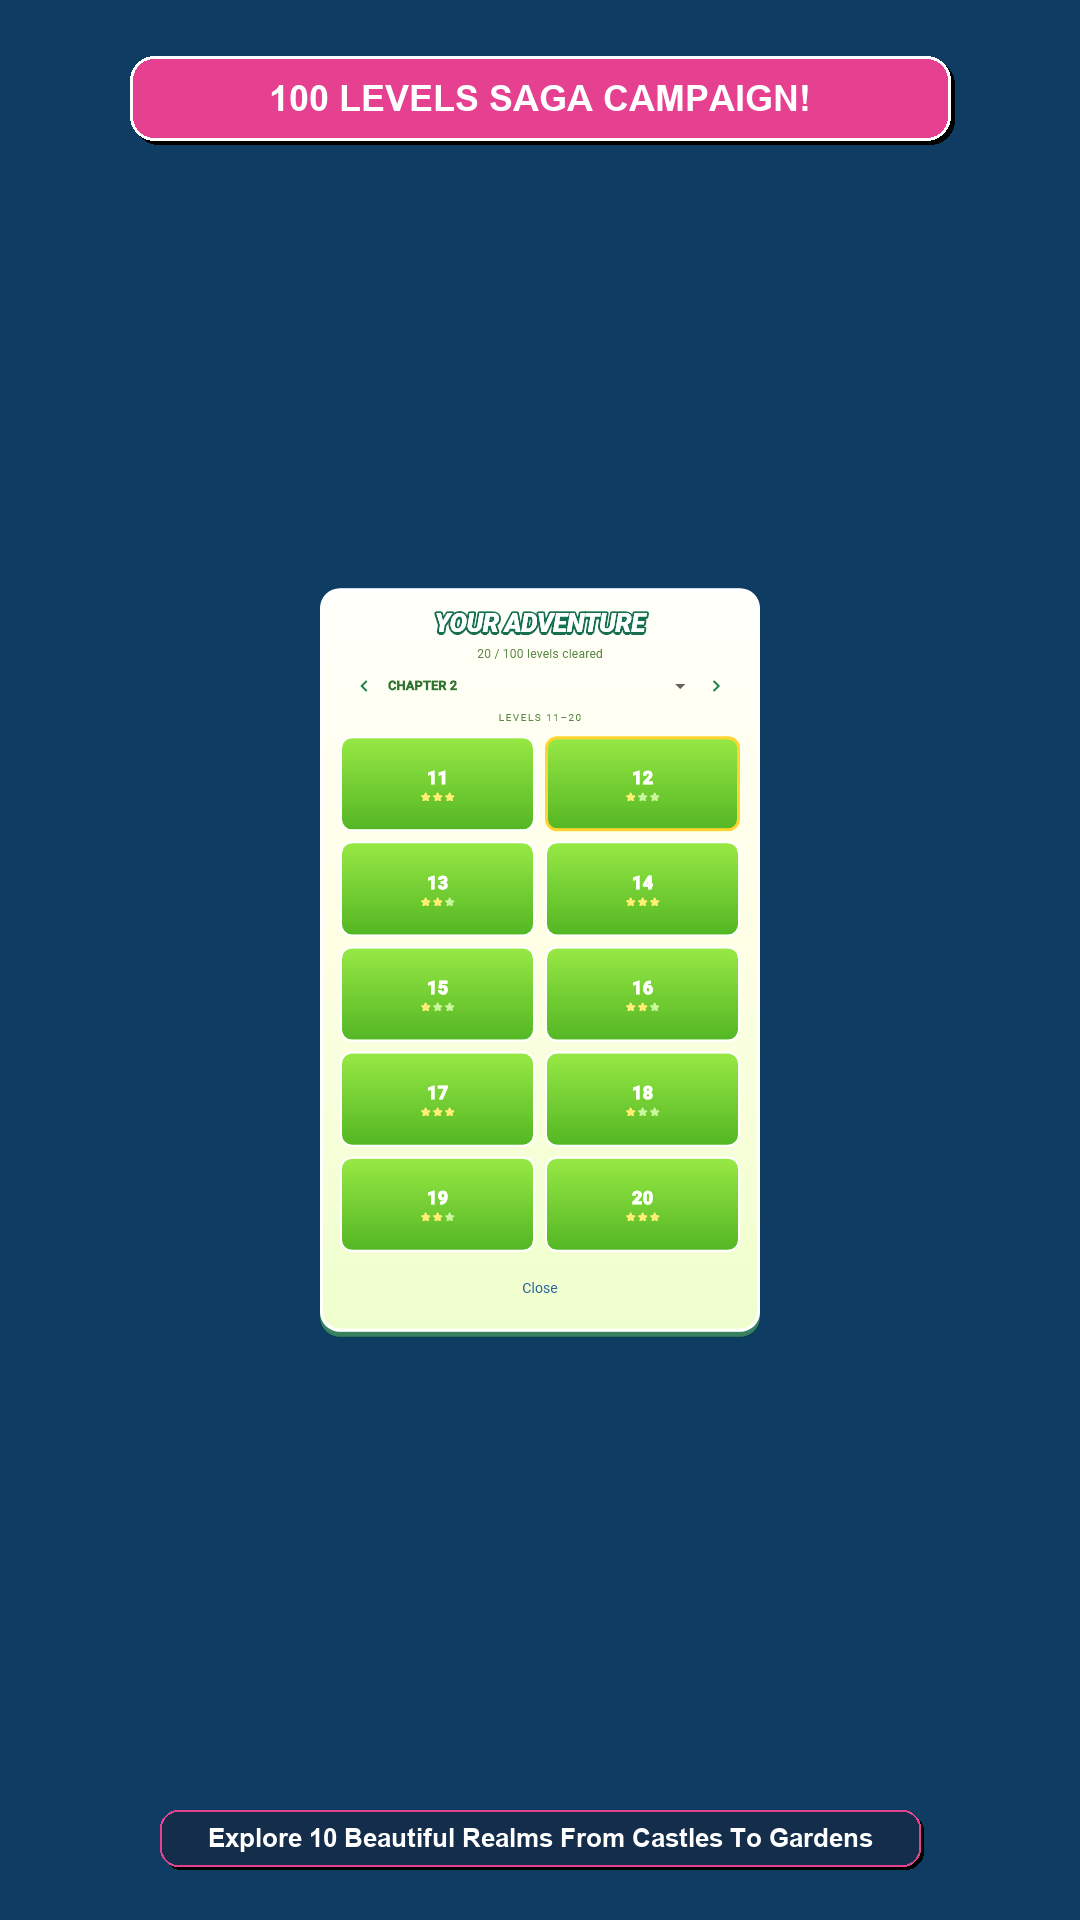 100 LEVELS SAGA CAMPAIGN!
YOUR ADVENTURE
20 / 100 levels cleared
CHAPTER 2
LEVELS 11–20
11
12
13
14
15
16
17
18
19
20
Close
Explore 10 Beautiful Realms From Castles To Gardens